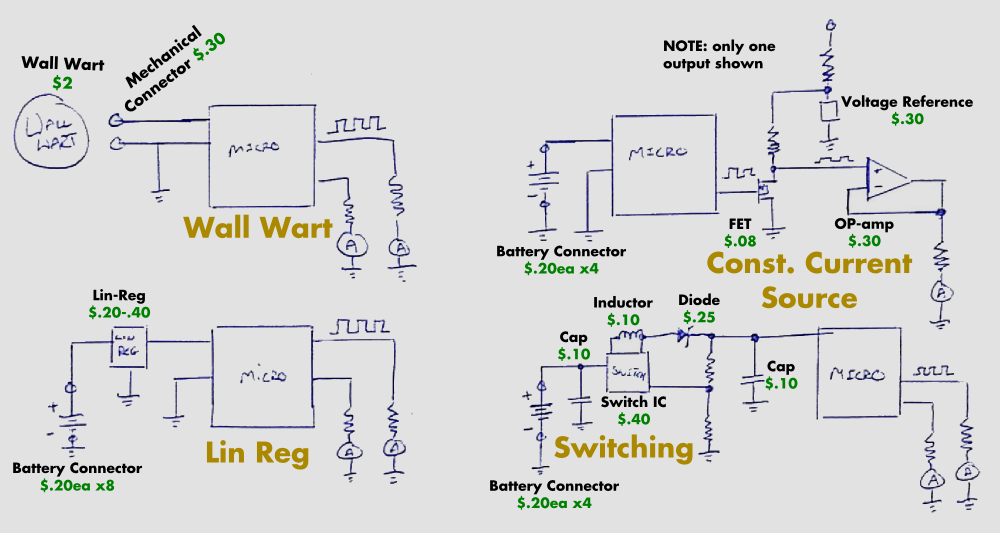 Wall Wart
$2
Mechanical
Connector $.30
WALL
WART
MICRO
Wall Wart
A
A
NOTE: only one
output shown
Voltage Reference
$.30
MICRO
+
-
Battery Connector
$.20ea x4
FET
$.08
+
-
OP-amp
$.30
A
Const. Current
Source
Lin-Reg
$.20-.40
LIN
REG
MICRO
+
-
Battery Connector
$.20ea x8
Lin Reg
A
A
Inductor
$.10
Diode
$.25
Cap
$.10
SWITCH
Switch IC
$.40
Cap
$.10
MICRO
+
-
Switching
Battery Connector
$.20ea x4
A
A